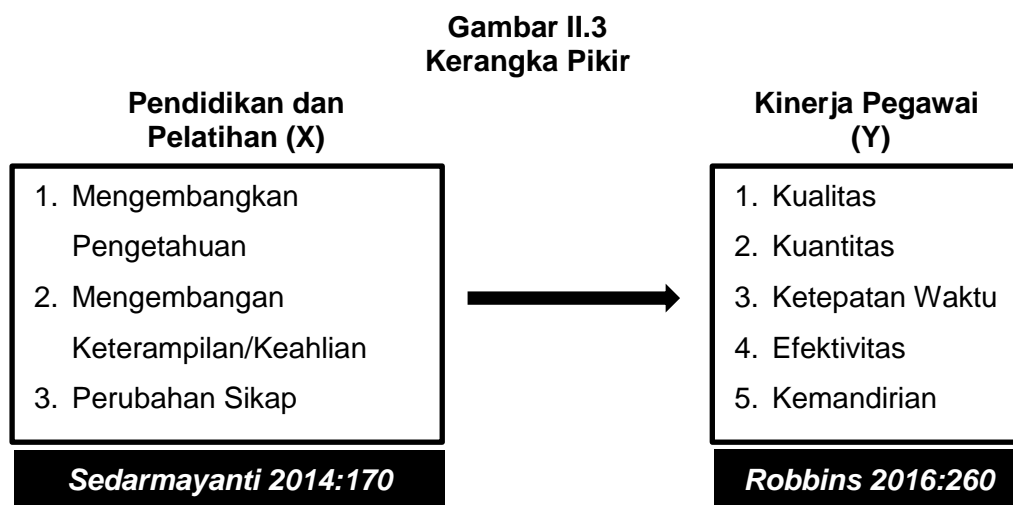 Gambar II.3
Kerangka Pikir
Pendidikan dan
Pelatihan (X)
1. Mengembangkan
Pengetahuan
2. Mengembangan
Keterampilan/Keahlian
3. Perubahan Sikap
Sedarmayanti 2014:170
Kinerja Pegawai
(Y)
1. Kualitas
2. Kuantitas
3. Ketepatan Waktu
4. Efektivitas
5. Kemandirian
Robbins 2016:260